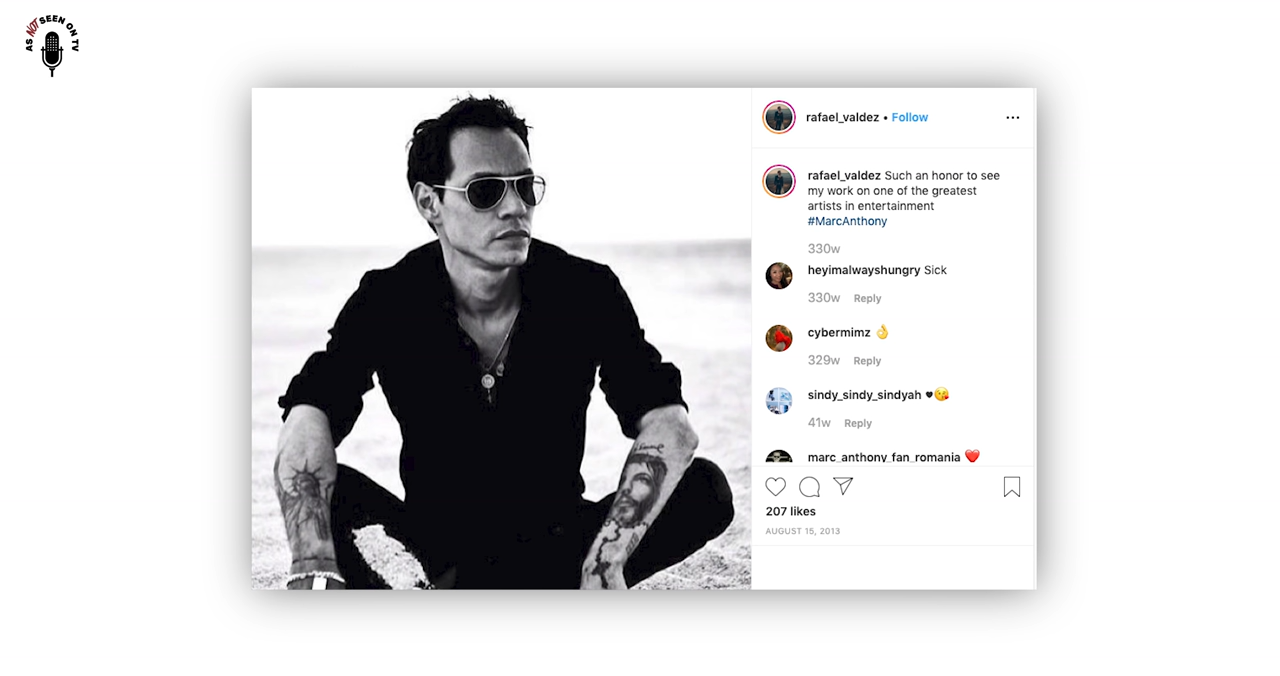 AS NOT SEEN ON TV
rafael_valdez • Follow
rafael_valdez Such an honor to see
my work on one of the greatest
artists in entertainment
#MarcAnthony
330w
heyimalwayshungry Sick
330w Reply
cybermimz 👌
329w Reply
sindy_sindy_sindyah ♥😘
41w Reply
marc_anthony_fan_romania ❤️
207 likes
AUGUST 15, 2013